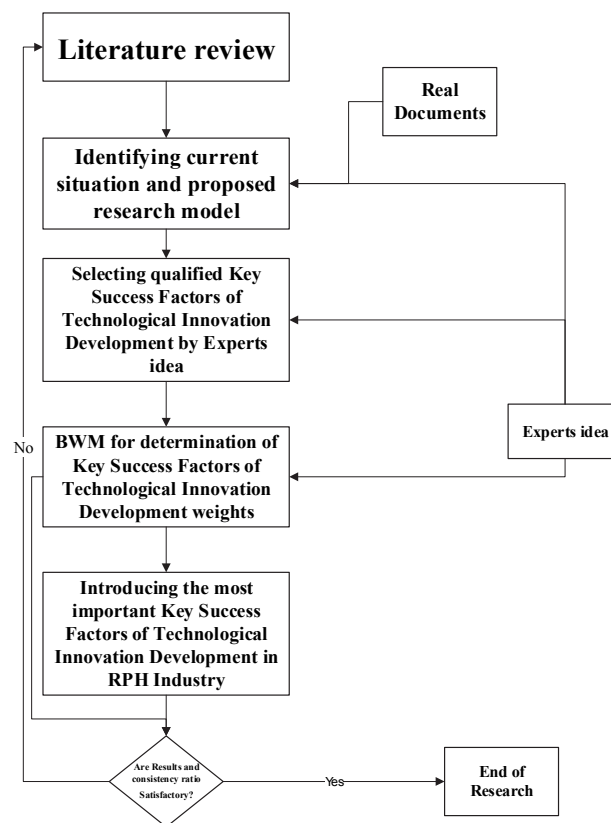 Literature review
Real
Documents
Identifying current
situation and proposed
research model
Selecting qualified Key
Success Factors of
Technological Innovation
Development by Experts
idea
Experts idea
No
BWM for determination of
Key Success Factors of
Technological Innovation
Development weights
Introducing the most
important Key Success
Factors of Technological
Innovation Development in
RPH Industry
Are Results and
consistency ratio
Satisfactory?
Yes
End of
Research